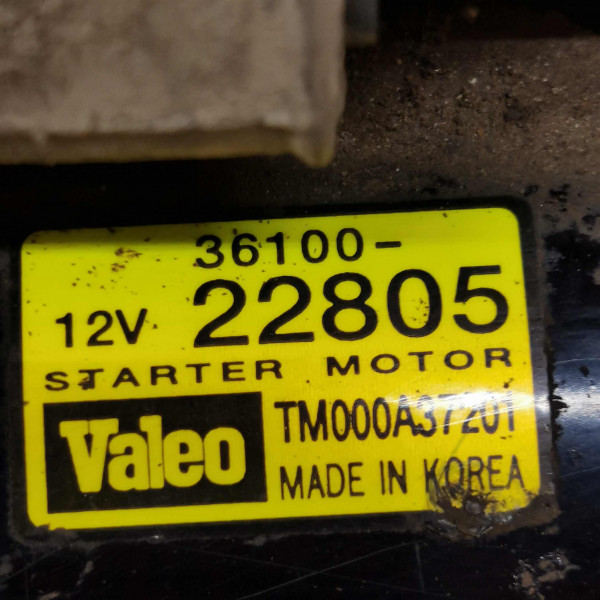 36100-
12V 22805
STARTER MOTOR
Valeo TM000A37201
MADE IN KOREA